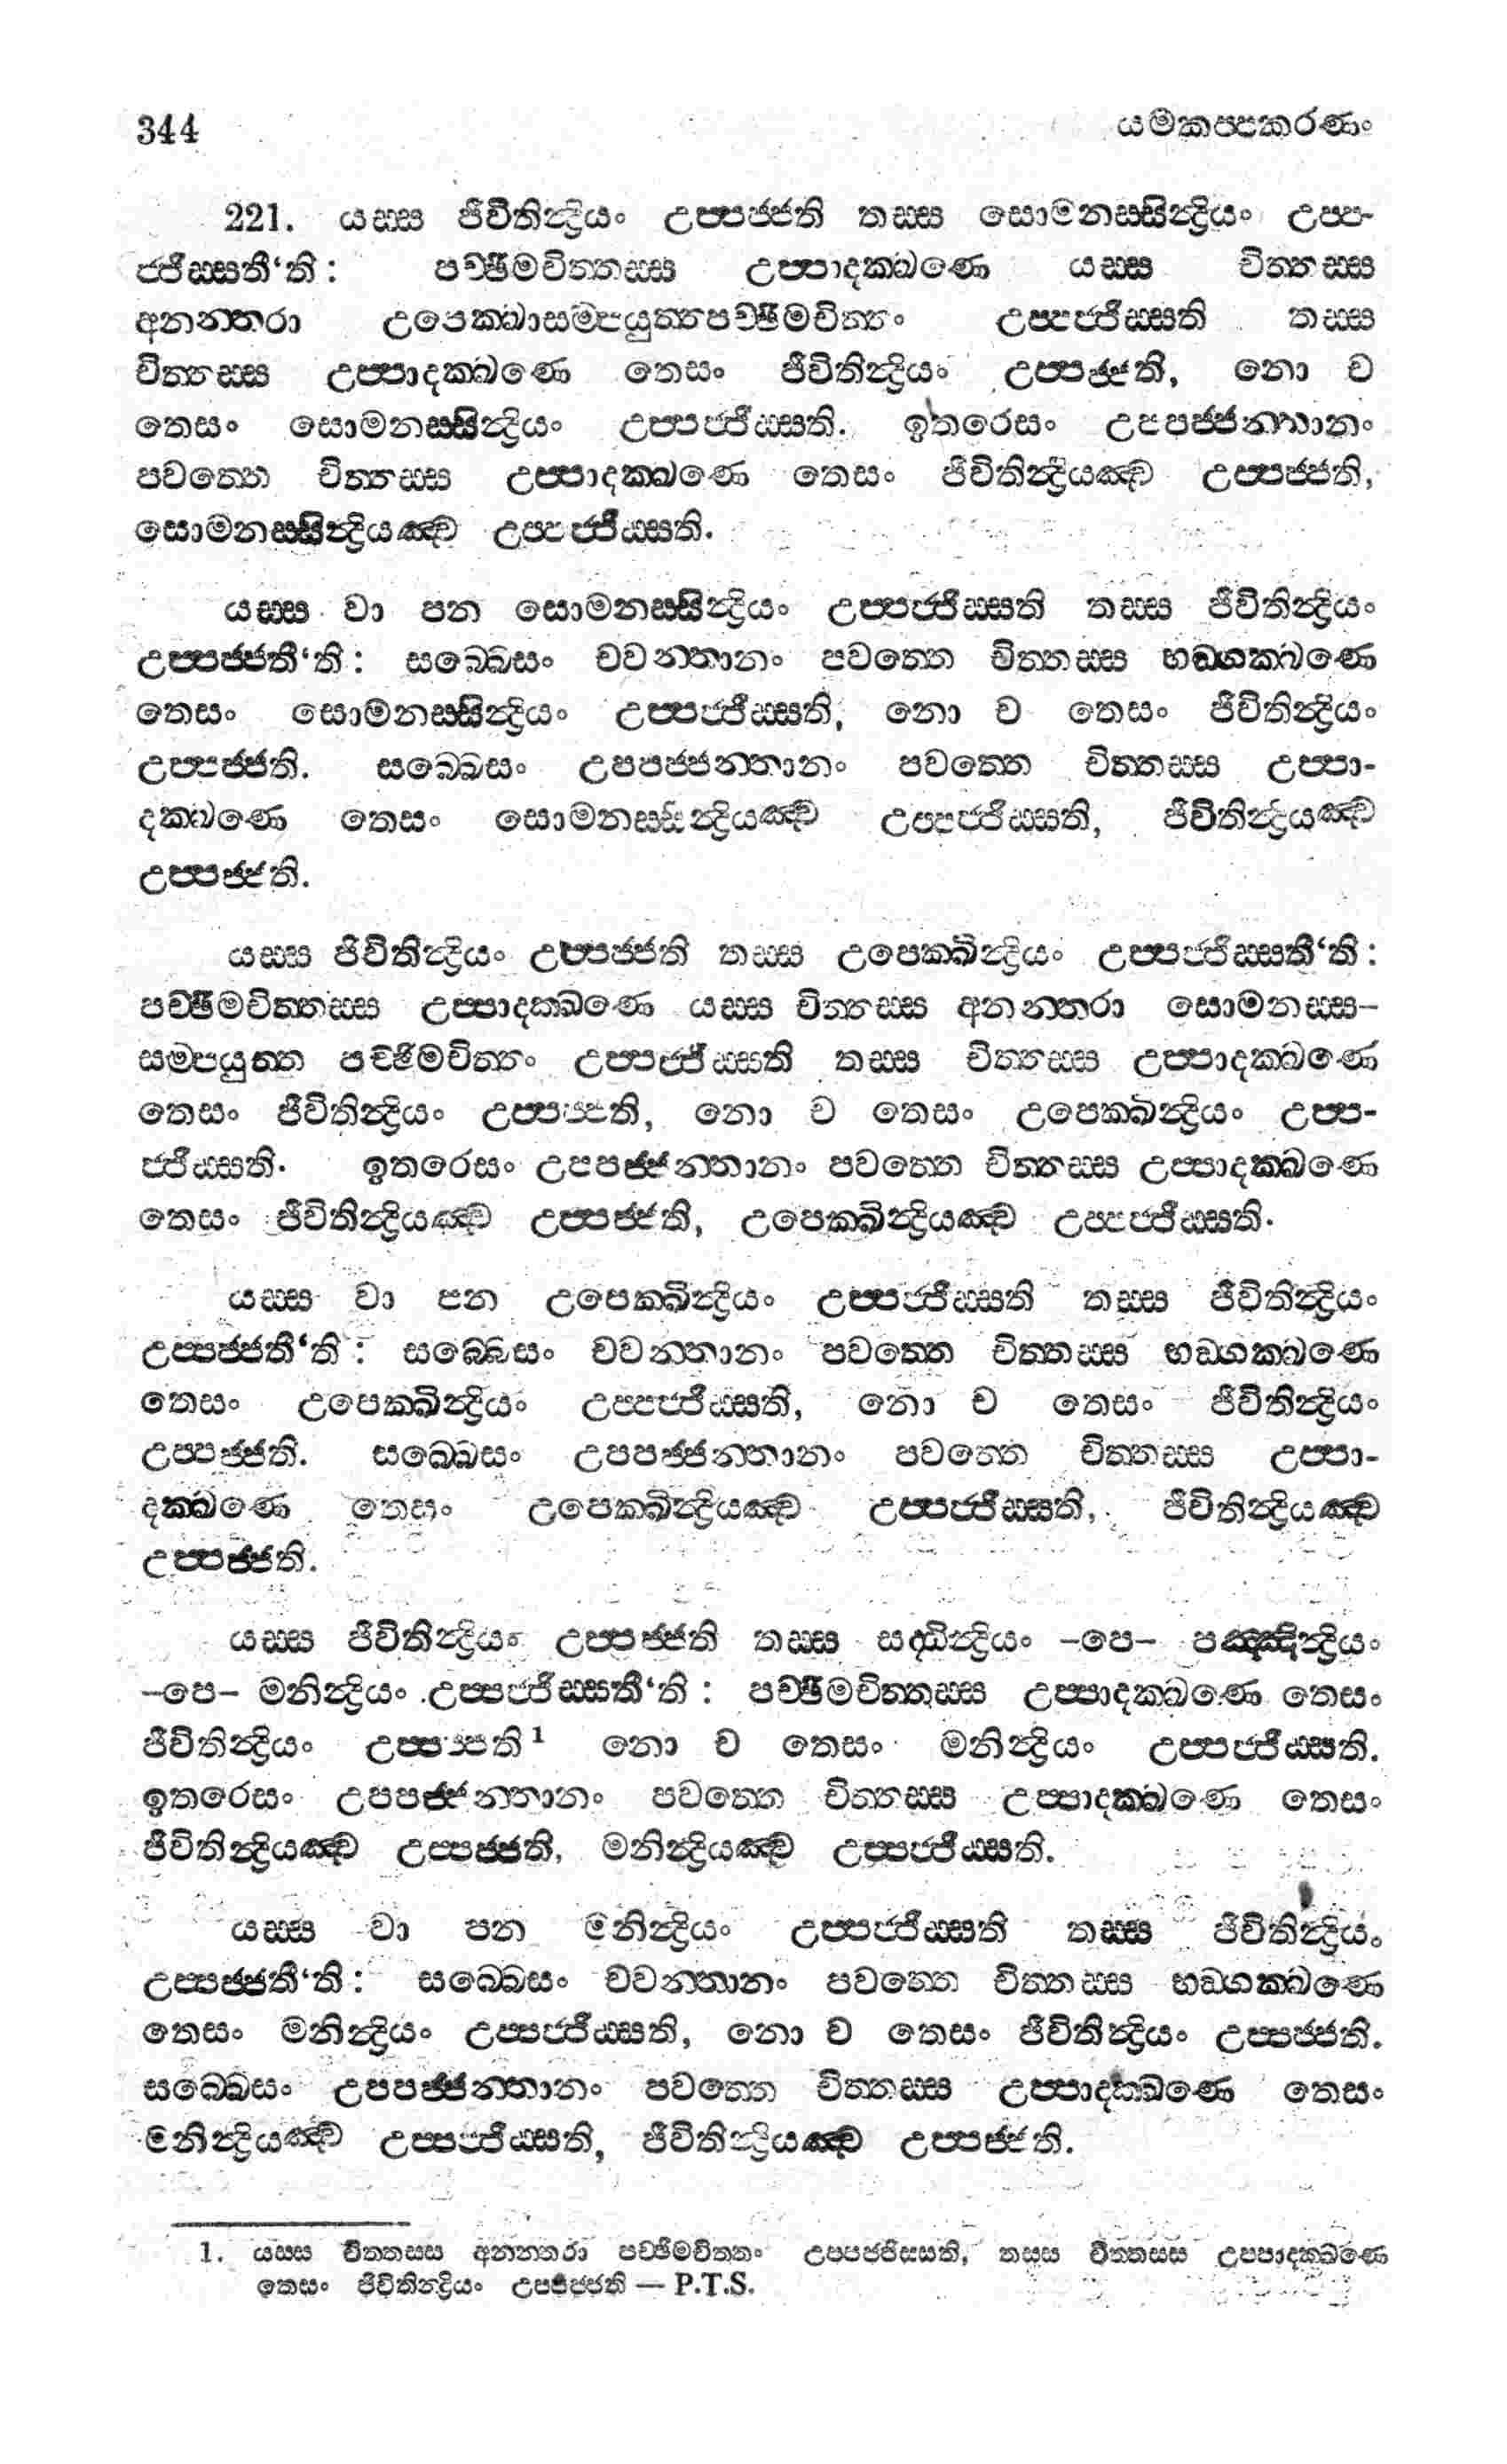 344 යමකප්පකරණං
221. යස්ස ජීවිතින්ද්‍රියං උප්පජ්ජති තස්ස සොමනස්සින්ද්‍රියං උප්ප-
ජ්ජිස්සතී‘ති: පච්ඡිමචිත්තස්ස උප්පාදක්ඛණෙ යස්ස චිත්තස්ස
අනන්තරා උපෙක්ඛාසම්පයුත්තපච්ඡිමචිත්තං උප්පජ්ජිස්සති තස්ස
චිත්තස්ස උප්පාදක්ඛණෙ තෙසං ජීවිතින්ද්‍රියං උප්පජ්ජති, නො ච
තෙසං සොමනස්සින්ද්‍රියං උප්පජ්ජිස්සති. ඉතරෙසං උපපජ්ජන්තානං
පවත්තෙ චිත්තස්ස උප්පාදක්ඛණෙ තෙසං ජීවිතින්ද්‍රියඤ්ච උප්පජ්ජති,
සොමනස්සින්ද්‍රියඤ්ච උප්පජ්ජිස්සති.
යස්ස වා පන සොමනස්සින්ද්‍රියං උප්පජ්ජිස්සති තස්ස ජීවිතින්ද්‍රියං
උප්පජ්ජතී‘ති: සබ්බෙසං චවන්තානං පවත්තෙ චිත්තස්ස භඞ්ගක්ඛණෙ
තෙසං සොමනස්සින්ද්‍රියං උප්පජ්ජිස්සති, නො ච තෙසං ජීවිතින්ද්‍රියං
උප්පජ්ජති. සබ්බෙසං උපපජ්ජන්තානං පවත්තෙ චිත්තස්ස උප්පා-
දක්ඛණෙ තෙසං සොමනස්සින්ද්‍රියඤ්ච උප්පජ්ජිස්සති, ජීවිතින්ද්‍රියඤ්ච
උප්පජ්ජති.
යස්ස ජීවිතින්ද්‍රියං උප්පජ්ජති තස්ස උපෙක්ඛින්ද්‍රියං උප්පජ්ජිස්සතී‘ති:
පච්ඡිමචිත්තස්ස උප්පාදක්ඛණෙ යස්ස චිත්තස්ස අනන්තරා සොමනස්ස-
සම්පයුත්ත පච්ඡිමචිත්තං උප්පජ්ජිස්සති තස්ස චිත්තස්ස උප්පාදක්ඛණෙ
තෙසං ජීවිතින්ද්‍රියං උප්පජ්ජති, නො ච තෙසං උපෙක්ඛින්ද්‍රියං උප්ප-
ජ්ජිස්සති. ඉතරෙසං උපපජ්ජන්තානං පවත්තෙ චිත්තස්ස උප්පාදක්ඛණෙ
තෙසං ජීවිතින්ද්‍රියඤ්ච උප්පජ්ජති, උපෙක්ඛින්ද්‍රියඤ්ච උප්පජ්ජිස්සති.
යස්ස වා පන උපෙක්ඛින්ද්‍රියං උප්පජ්ජිස්සති තස්ස ජීවිතින්ද්‍රියං
උප්පජ්ජතී‘ති: සබ්බෙසං චවන්තානං පවත්තෙ චිත්තස්ස භඞ්ගක්ඛණෙ
තෙසං උපෙක්ඛින්ද්‍රියං උප්පජ්ජිස්සති, නො ච තෙසං ජීවිතින්ද්‍රියං
උප්පජ්ජති. සබ්බෙසං උපපජ්ජන්තානං පවත්තෙ චිත්තස්ස උප්පා-
දක්ඛණෙ තෙසං උපෙක්ඛින්ද්‍රියඤ්ච උප්පජ්ජිස්සති, ජීවිතින්ද්‍රියඤ්ච
උප්පජ්ජති.
යස්ස ජීවිතින්ද්‍රියං උප්පජ්ජති තස්ස සද්ධින්ද්‍රියං –පෙ– පඤ්ඤින්ද්‍රියං
–පෙ– මනින්ද්‍රියං උප්පජ්ජිස්සතී‘ති: පච්ඡිමචිත්තස්ස උප්පාදක්ඛණෙ තෙසං
ජීවිතින්ද්‍රියං උප්පජ්ජති¹ නො ච තෙසං මනින්ද්‍රියං උප්පජ්ජිස්සති.
ඉතරෙසං උපපජ්ජන්තානං පවත්තෙ චිත්තස්ස උප්පාදක්ඛණෙ තෙසං
ජීවිතින්ද්‍රියඤ්ච උප්පජ්ජති, මනින්ද්‍රියඤ්ච උප්පජ්ජිස්සති.
යස්ස වා පන මනින්ද්‍රියං උප්පජ්ජිස්සති තස්ස ජීවිතින්ද්‍රියං
උප්පජ්ජතී‘ති: සබ්බෙසං චවන්තානං පවත්තෙ චිත්තස්ස භඞ්ගක්ඛණෙ
තෙසං මනින්ද්‍රියං උප්පජ්ජිස්සති, නො ච තෙසං ජීවිතින්ද්‍රියං උප්පජ්ජති.
සබ්බෙසං උපපජ්ජන්තානං පවත්තෙ චිත්තස්ස උප්පාදක්ඛණෙ තෙසං
මනින්ද්‍රියඤ්ච උප්පජ්ජිස්සති, ජීවිතින්ද්‍රියඤ්ච උප්පජ්ජති.
1. යස්ස චිත්තස්ස අනන්තරා පච්ඡිමචිත්තං උප්පජ්ජිස්සති, තස්ස චිත්තස්ස උප්පාදක්ඛණෙ
තෙසං ජීවිතින්ද්‍රියං උප්පජ්ජති — P.T.S.